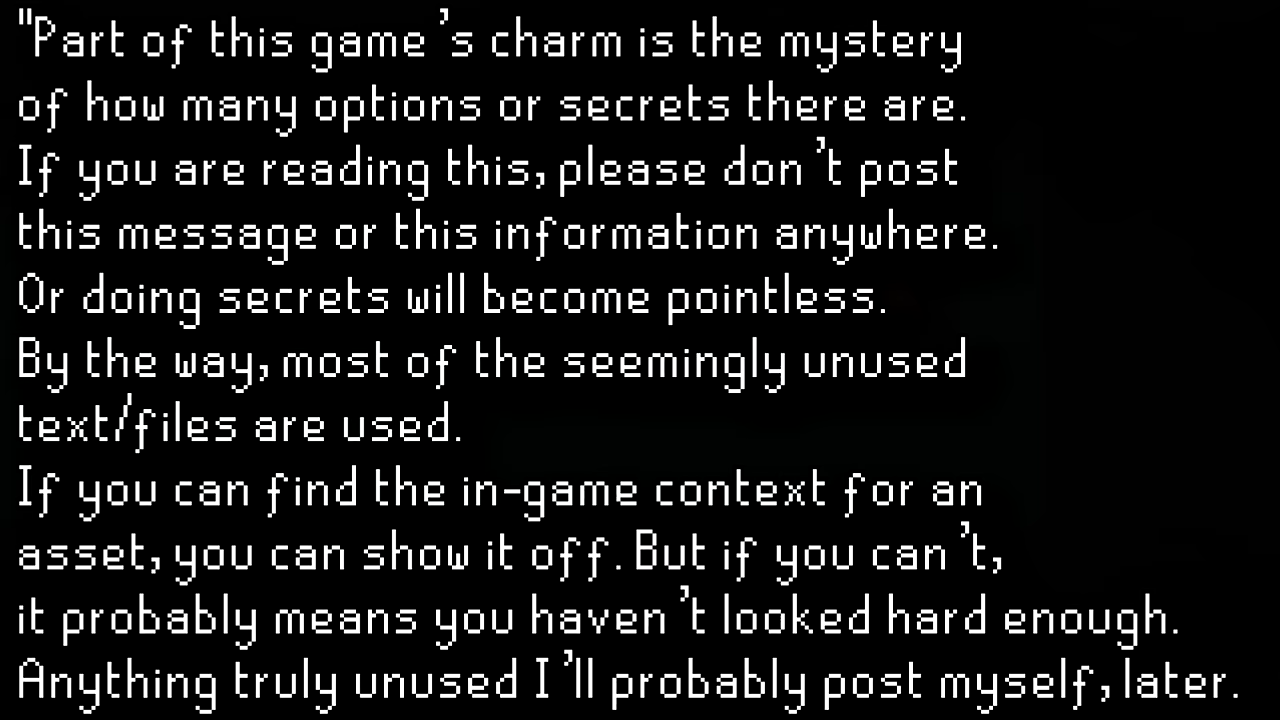 "Part of this game's charm is the mystery
of how many options or secrets there are.
If you are reading this, please don't post
this message or this information anywhere.
Or doing secrets will become pointless.
By the way, most of the seemingly unused
text/files are used.
If you can find the in-game context for an
asset, you can show it off. But if you can't,
it probably means you haven't looked hard enough.
Anything truly unused I'll probably post myself, later.